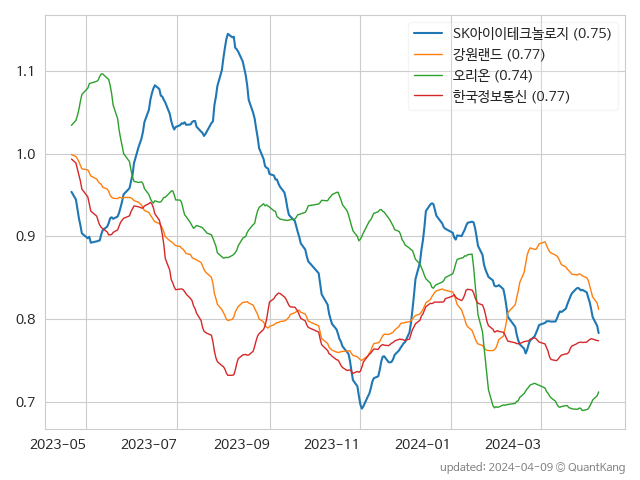 SK아이이테크놀로지 (0.75)
강원랜드 (0.77)
오리온 (0.74)
한국정보통신 (0.77)
1.1
1.0
0.9
0.8
0.7
2023-05 2023-07 2023-09 2023-11 2024-01 2024-03
updated: 2024-04-09 © QuantKang